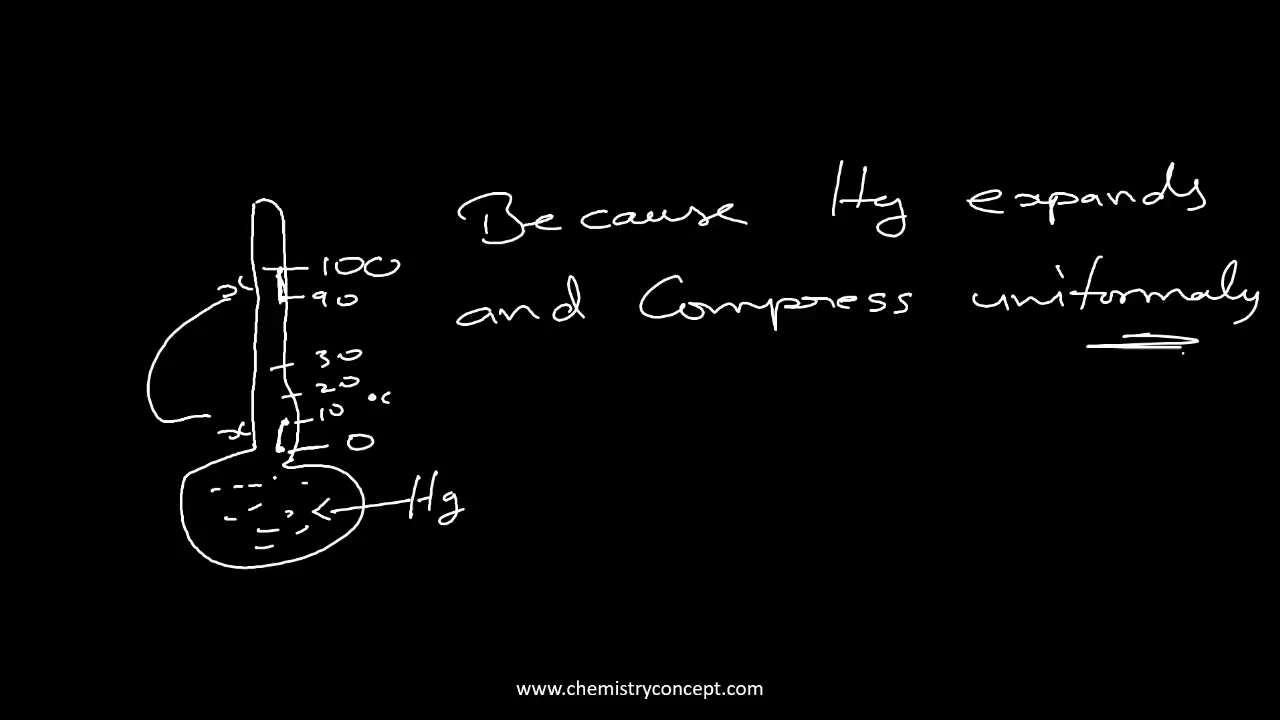 Because Hg expands
and Compress uniformaly
100
x
90
30
20
10 °C
x
0
Hg
www.chemistryconcept.com